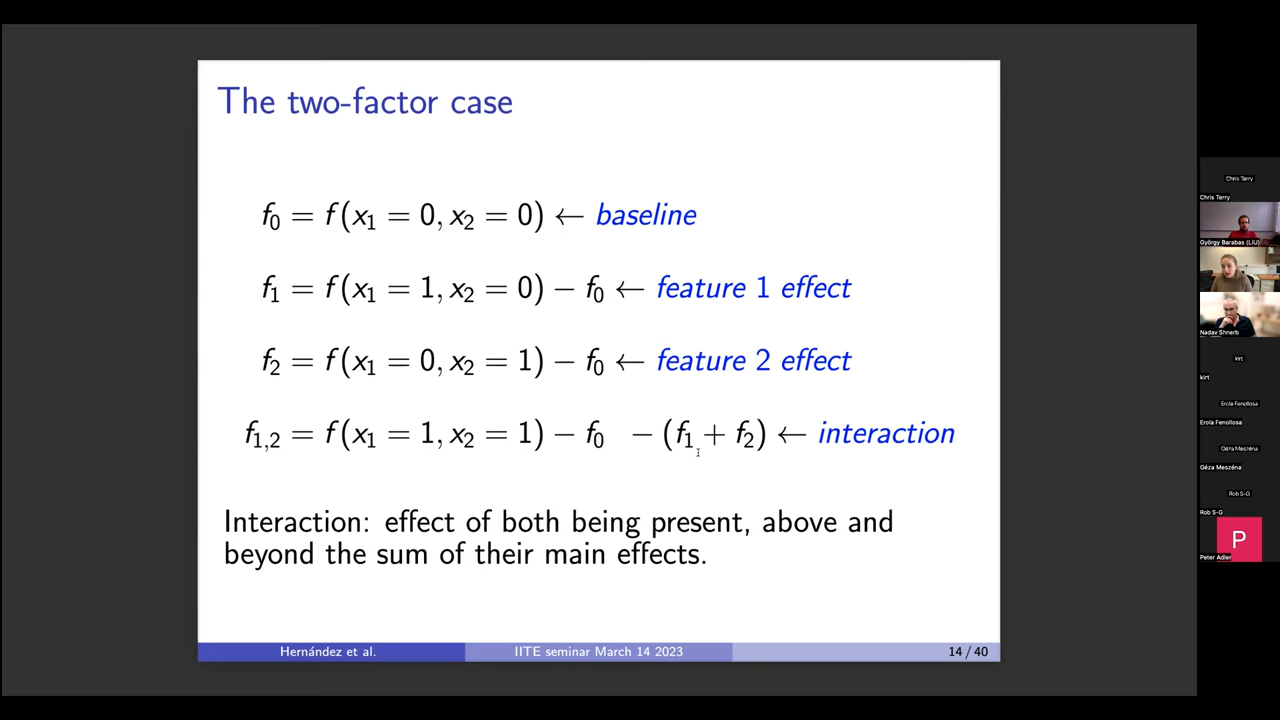 The two-factor case
f₀ = f(x₁ = 0, x₂ = 0) ← baseline
f₁ = f(x₁ = 1, x₂ = 0) − f₀ ← feature 1 effect
f₂ = f(x₁ = 0, x₂ = 1) − f₀ ← feature 2 effect
f₁,₂ = f(x₁ = 1, x₂ = 1) − f₀ − (f₁ + f₂) ← interaction
Interaction: effect of both being present, above and
beyond the sum of their main effects.
Hernández et al.
IITE seminar March 14 2023
14 / 40
Chris Terry
Chris Terry
György Barabas (LiU)
Nadav Shnerb
kirt
kirt
Erola Fenollosa
Erola Fenollosa
Géza Meszéna
Géza Meszéna
Rob S-G
Rob S-G
P
Peter Adler